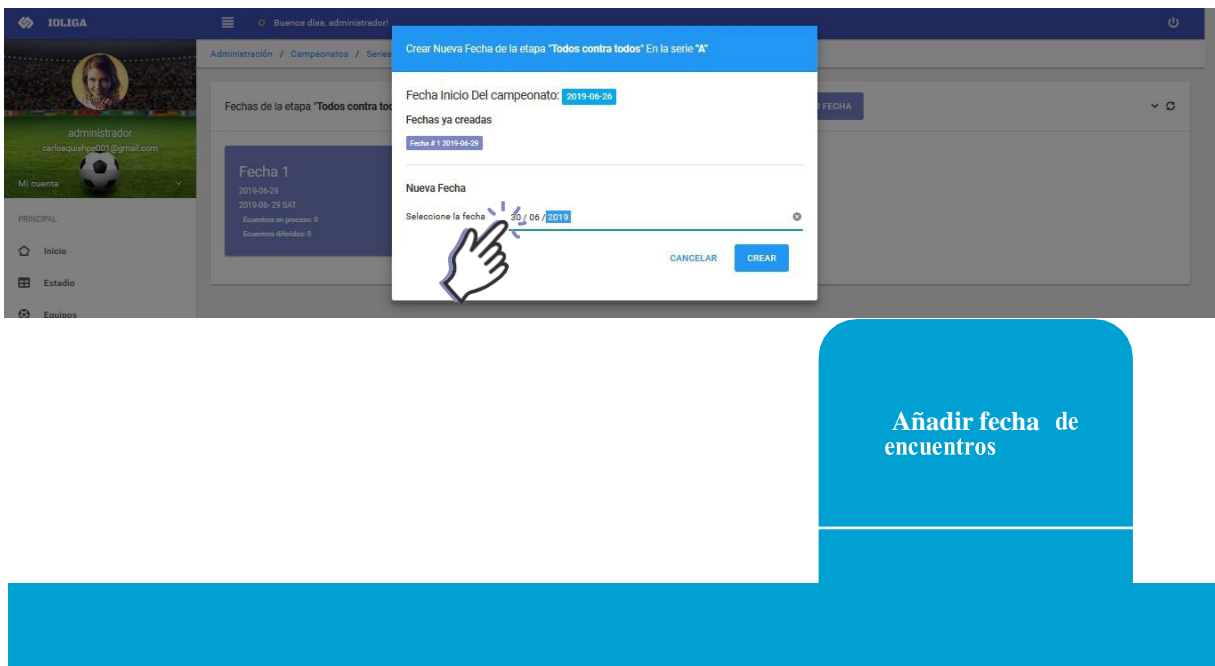 IOLIGA
Buenos días, administrador!
Administración / Campeonatos / Series
Crear Nueva Fecha de la etapa "Todos contra todos" En la serie "A"
administrador
carlosquishpe001@gmail.com
Mi cuenta
PRINCIPAL
Inicio
Estadio
Equipos
Fechas de la etapa "Todos contra
FECHA
Fecha 1
2019-06-29
2019-06- 29 SAT
Ecuentros en proceso: 0
Ecuentros diferidos: 0
Fecha Inicio Del campeonato: 2019-06-26
Fechas ya creadas
Fecha # 1 2019-06-29
Nueva Fecha
Seleccione la fecha 30 / 06 / 2019
CANCELAR CREAR
Añadir fecha de
encuentros